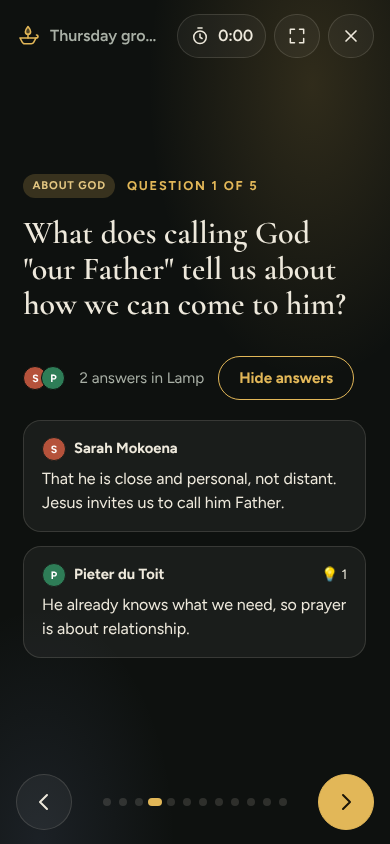 Thursday gro...
0:00
ABOUT GOD
QUESTION 1 OF 5
What does calling God
"our Father" tell us about
how we can come to him?
S P 2 answers in Lamp
Hide answers
S Sarah Mokoena
That he is close and personal, not distant.
Jesus invites us to call him Father.
P Pieter du Toit
💡 1
He already knows what we need, so prayer
is about relationship.